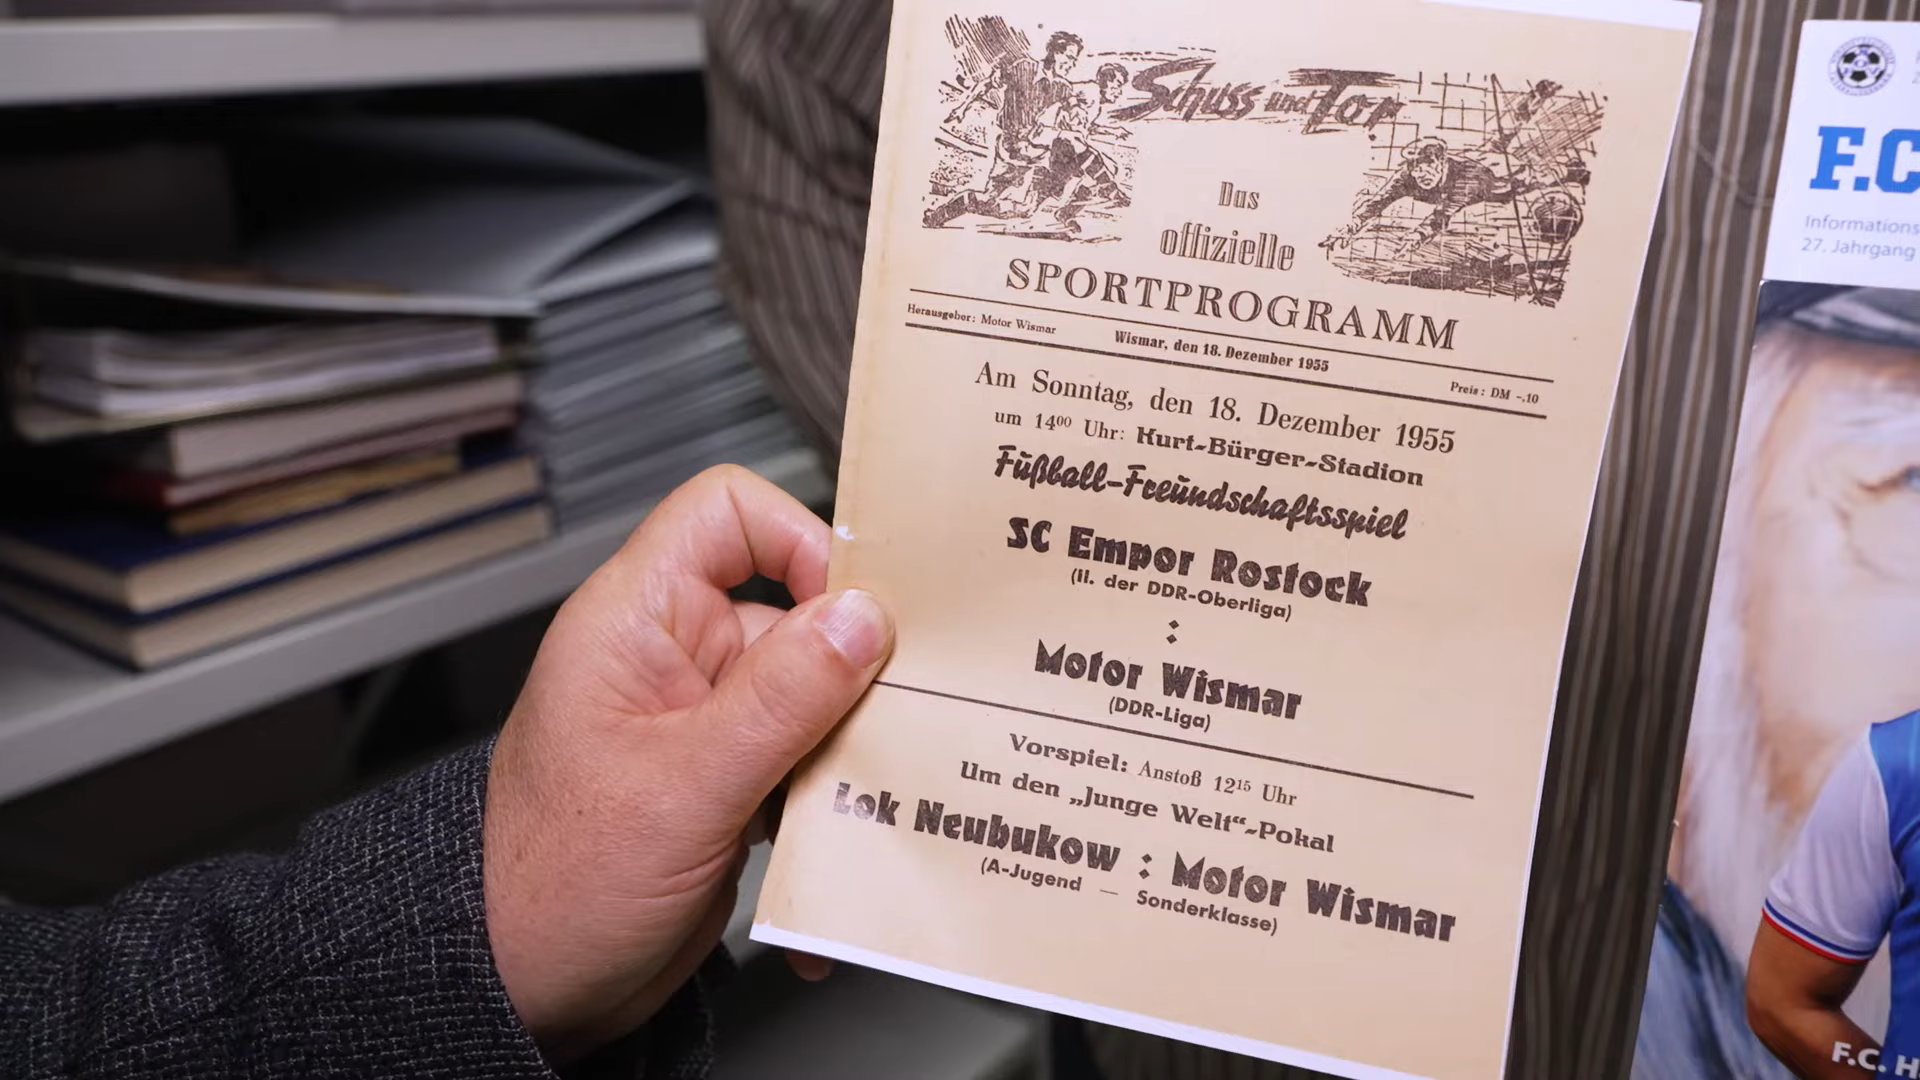 Schuss und Tor
Das
offizielle
SPORTPROGRAMM
Herausgeber: Motor Wismar
Wismar, den 18. Dezember 1955
Preis: DM -.10
Am Sonntag, den 18. Dezember 1955
um 14⁰⁰ Uhr: Kurt-Bürger-Stadion
Fußball-Freundschaftsspiel
SC Empor Rostock
(II. der DDR-Oberliga)
:
Motor Wismar
(DDR-Liga)
Vorspiel: Anstoß 12¹⁵ Uhr
Um den „Junge Welt“-Pokal
Lok Neubukow : Motor Wismar
(A-Jugend — Sonderklasse)
F.C
Informations
27. Jahrgang
F.C. H